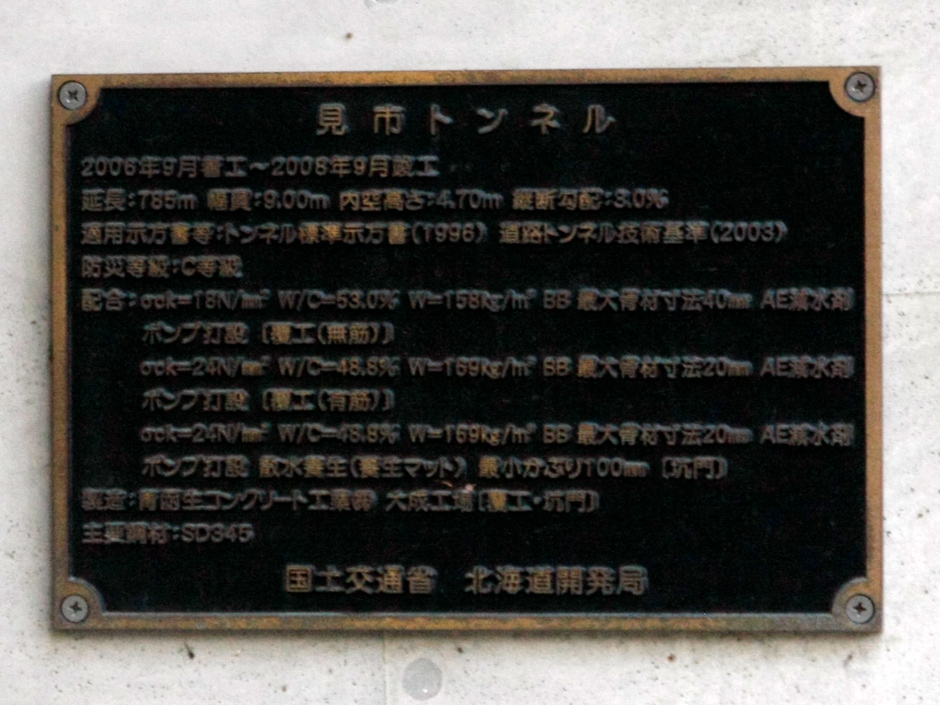 見市トンネル
2006年9月着工～2008年9月竣工
延長：785m 幅員：9.00m 内空高さ：4.70m 縦断勾配：3.0%
適用示方書等：トンネル標準示方書（1996） 道路トンネル技術基準（2003）
防災等級：C等級
配合：σck=18N/mm² W/C=53.0% W=158kg/m³ BB 最大骨材寸法40mm AE減水剤
ポンプ打設 〔覆工（無筋）〕
σck=24N/mm² W/C=48.8% W=169kg/m³ BB 最大骨材寸法20mm AE減水剤
ポンプ打設 〔覆工（有筋）〕
σck=24N/mm² W/C=48.8% W=169kg/m³ BB 最大骨材寸法20mm AE減水剤
ポンプ打設 散水養生（養生マット） 最小かぶり100mm 〔坑門〕
製造：青函生コンクリート工業㈱ 大成工場〔覆工・坑門〕
主要鋼材：SD345
国土交通省 北海道開発局